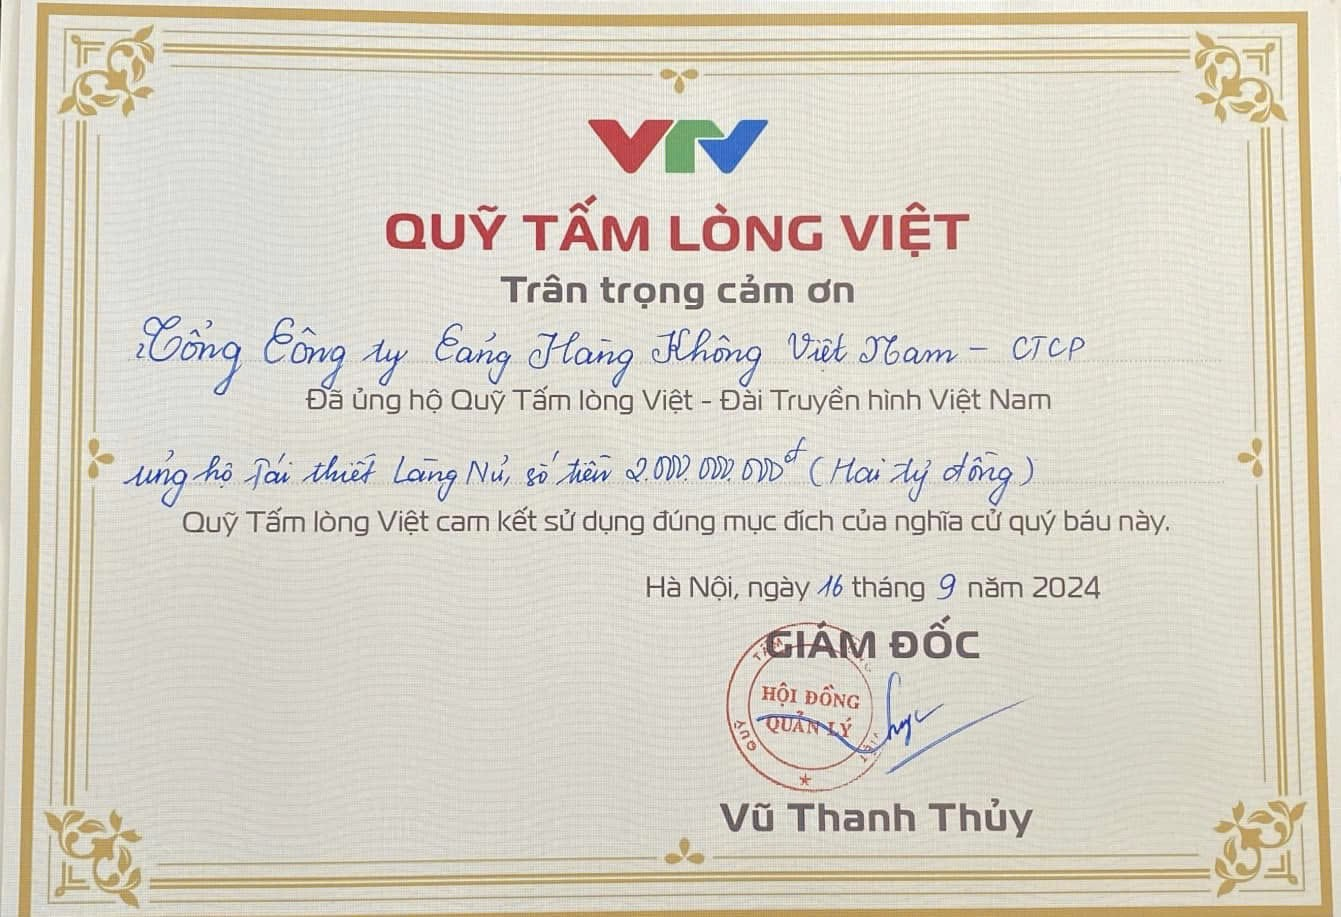 VTV
QUỸ TẤM LÒNG VIỆT
Trân trọng cảm ơn
Tổng Công ty Cảng Hàng Không Việt Nam - CTCP
Đã ủng hộ Quỹ Tấm lòng Việt - Đài Truyền hình Việt Nam
ủng hộ Tái thiết Làng Nủ, số tiền 2.000.000.000đ (Hai tỷ đồng)
Quỹ Tấm lòng Việt cam kết sử dụng đúng mục đích của nghĩa cử quý báu này.
Hà Nội, ngày 16 tháng 9 năm 2024
GIÁM ĐỐC
QUỸ TẤM VIỆT
HỘI ĐỒNG
QUẢN LÝ
Vũ Thanh Thủy